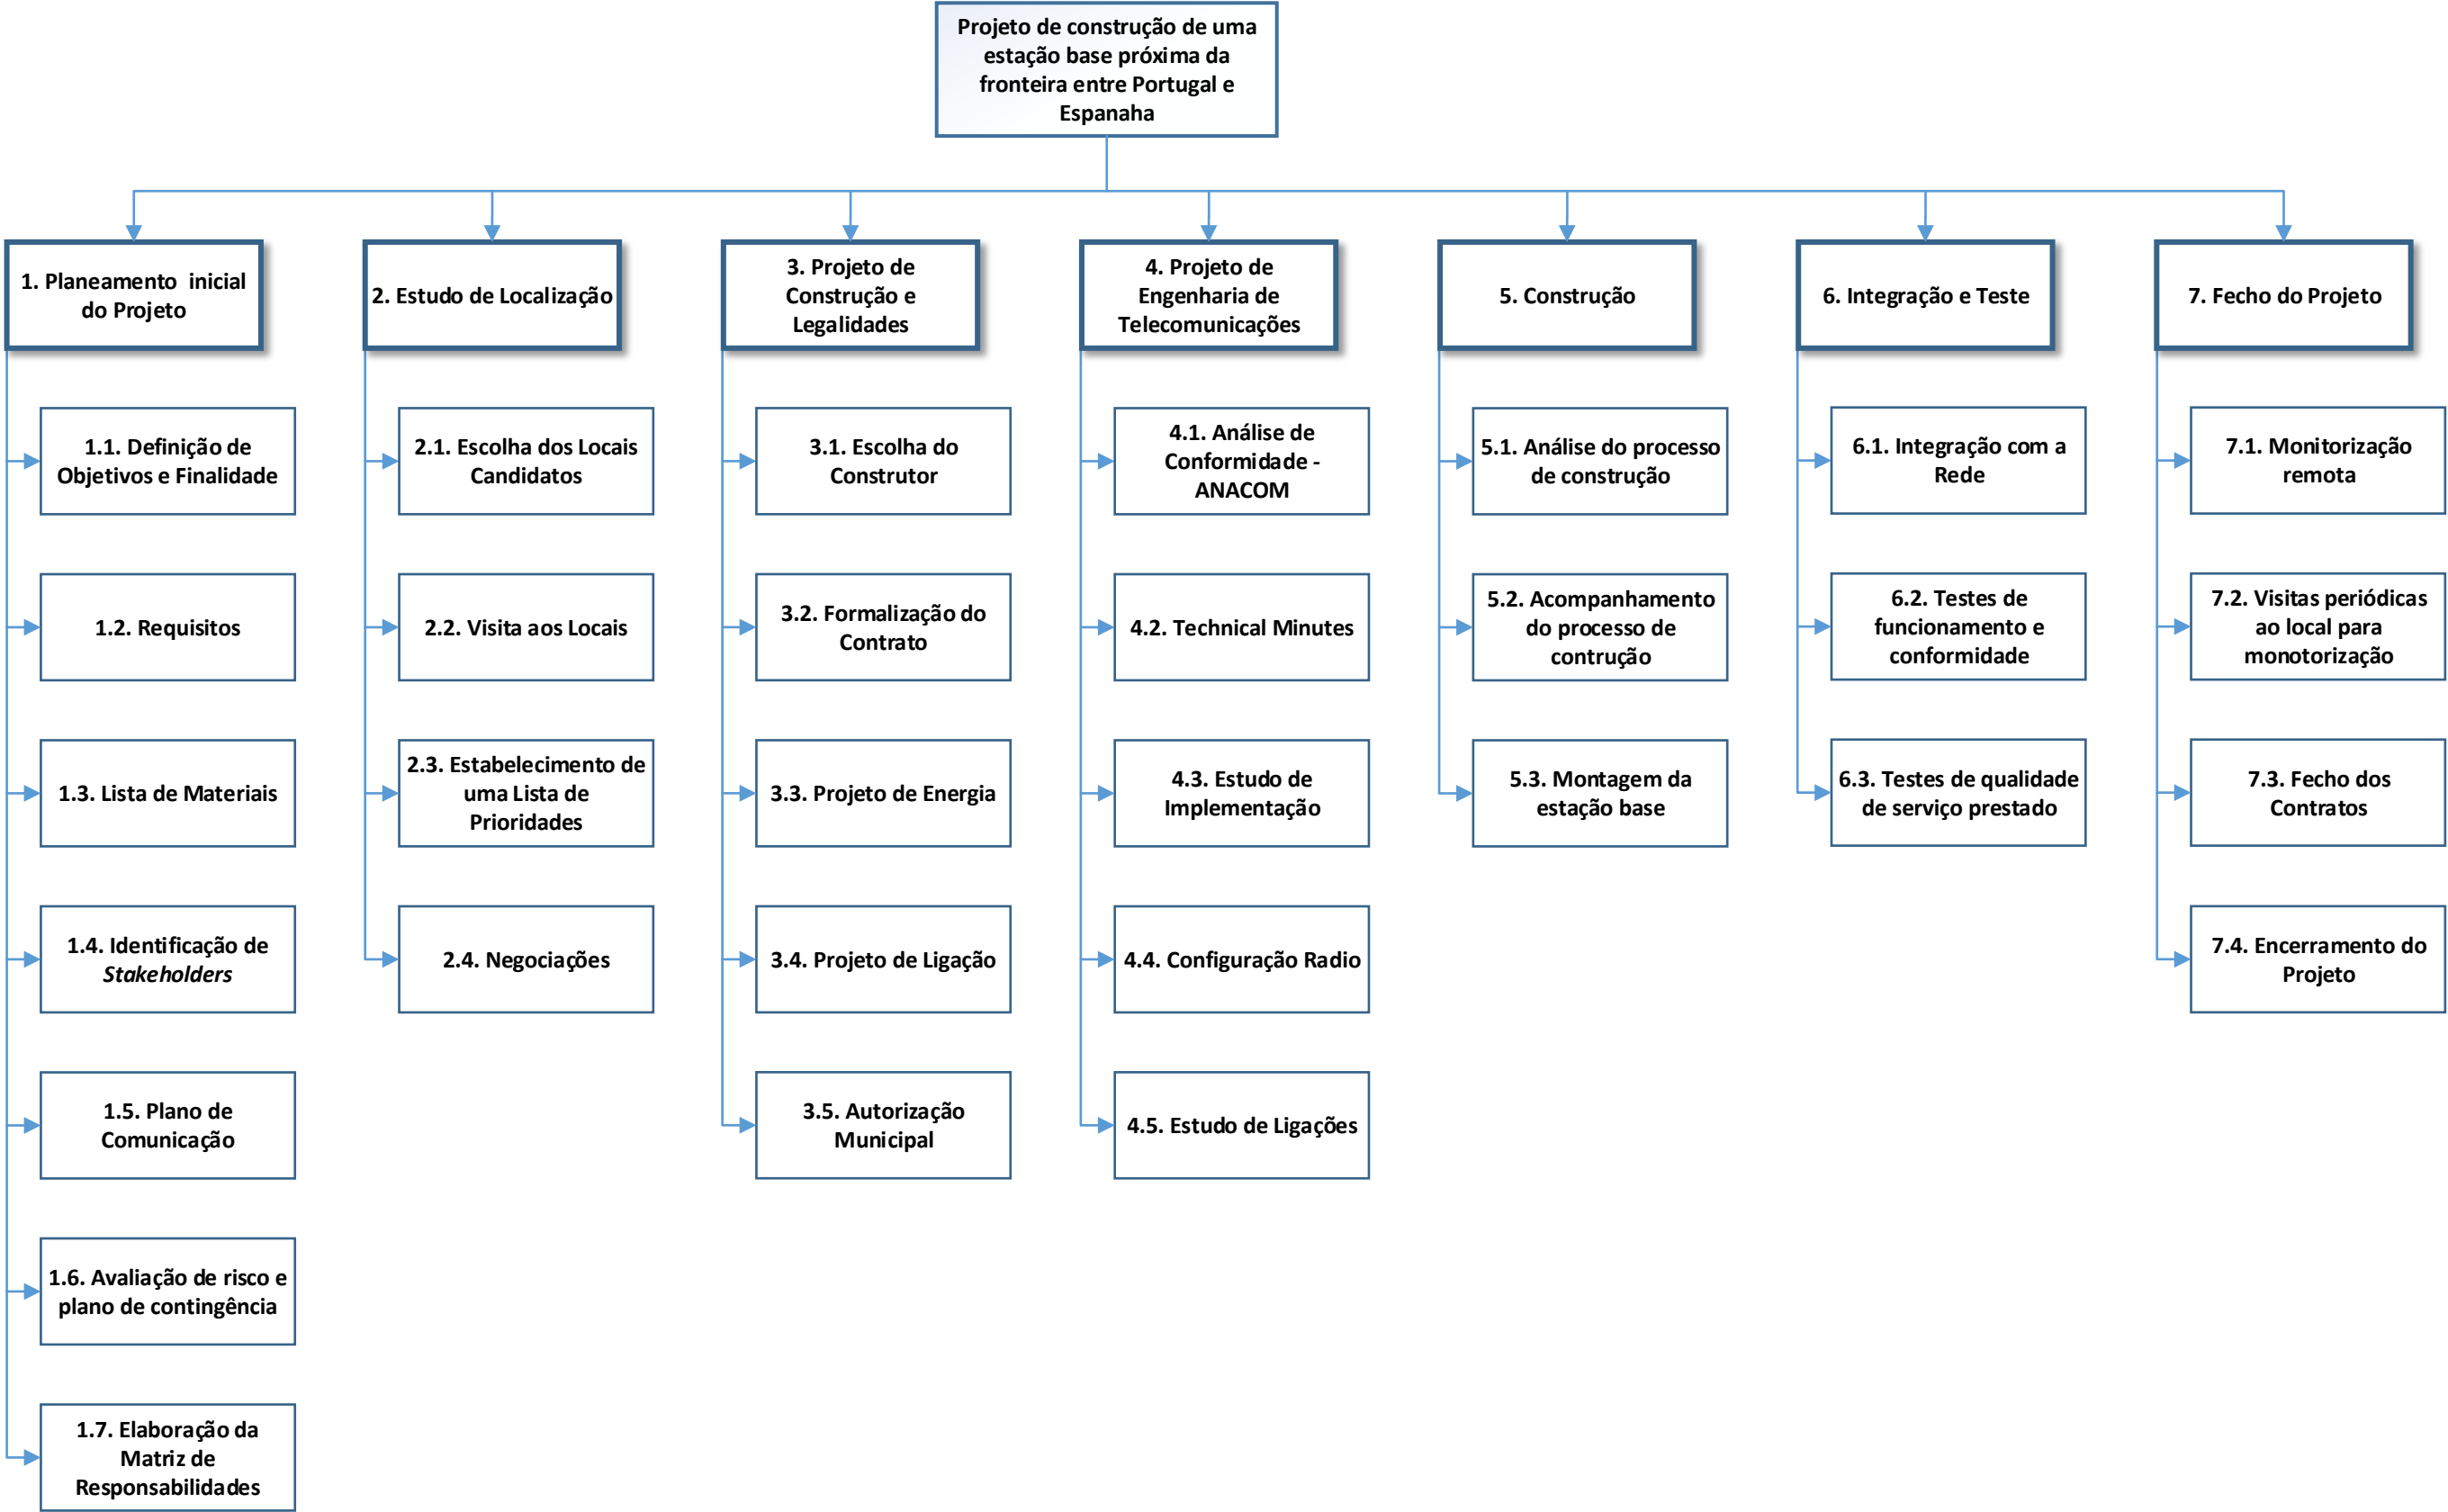 Projeto de construção de uma
estação base próxima da
fronteira entre Portugal e
Espanaha
1. Planeamento  inicial
do Projeto
1.1. Definição de
Objetivos e Finalidade
1.2. Requisitos
1.3. Lista de Materiais
1.4. Identificação de
Stakeholders
1.5. Plano de
Comunicação
1.6. Avaliação de risco e
plano de contingência
1.7. Elaboração da
Matriz de
Responsabilidades
2. Estudo de Localização
2.1. Escolha dos Locais
Candidatos
2.2. Visita aos Locais
2.3. Estabelecimento de
uma Lista de
Prioridades
2.4. Negociações
3. Projeto de
Construção e
Legalidades
3.1. Escolha do
Construtor
3.2. Formalização do
Contrato
3.3. Projeto de Energia
3.4. Projeto de Ligação
3.5. Autorização
Municipal
4. Projeto de
Engenharia de
Telecomunicações
4.1. Análise de
Conformidade -
ANACOM
4.2. Technical Minutes
4.3. Estudo de
Implementação
4.4. Configuração Radio
4.5. Estudo de Ligações
5. Construção
5.1. Análise do processo
de construção
5.2. Acompanhamento
do processo de
contrução
5.3. Montagem da
estação base
6. Integração e Teste
6.1. Integração com a
Rede
6.2. Testes de
funcionamento e
conformidade
6.3. Testes de qualidade
de serviço prestado
7. Fecho do Projeto
7.1. Monitorização
remota
7.2. Visitas periódicas
ao local para
monotorização
7.3. Fecho dos
Contratos
7.4. Encerramento do
Projeto